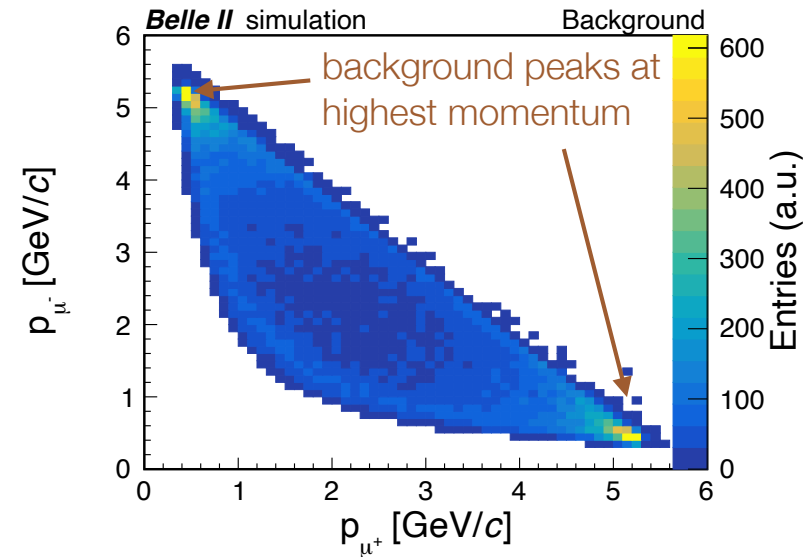 Belle II simulation Background
background peaks at
highest momentum
p_μ⁻ [GeV/c]
6
5
4
3
2
1
0
0 1 2 3 4 5 6
p_μ⁺ [GeV/c]
600
500
400
300
200
100
0
Entries (a.u.)